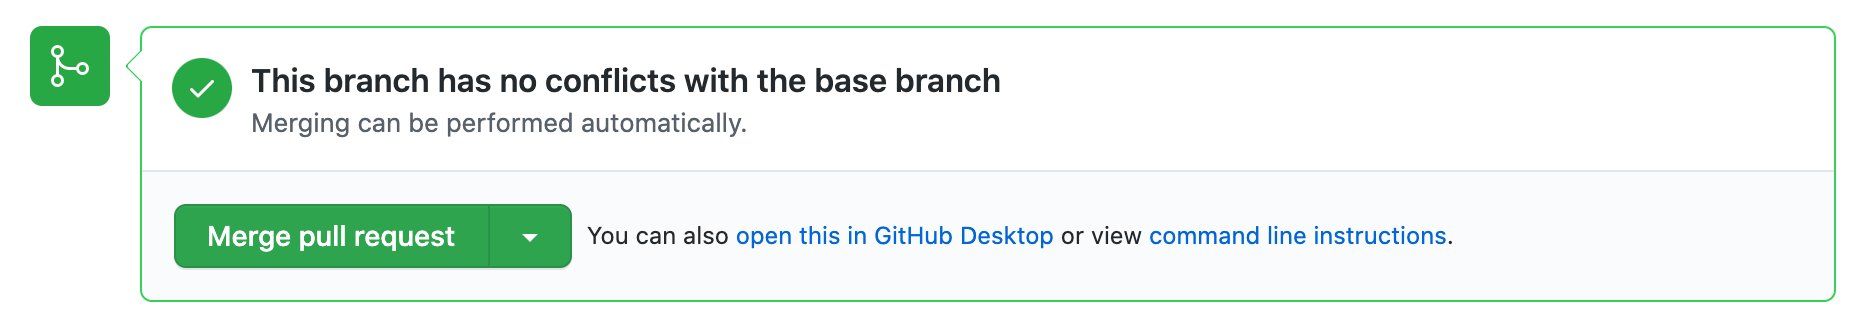 This branch has no conflicts with the base branch
Merging can be performed automatically.
Merge pull request You can also open this in GitHub Desktop or view command line instructions.